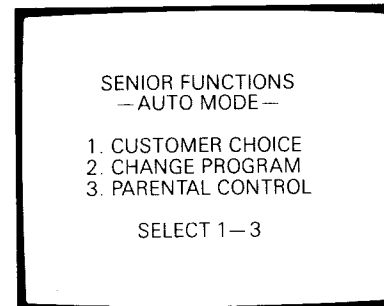 SENIOR FUNCTIONS
—AUTO MODE—
1. CUSTOMER CHOICE
2. CHANGE PROGRAM
3. PARENTAL CONTROL
SELECT 1—3